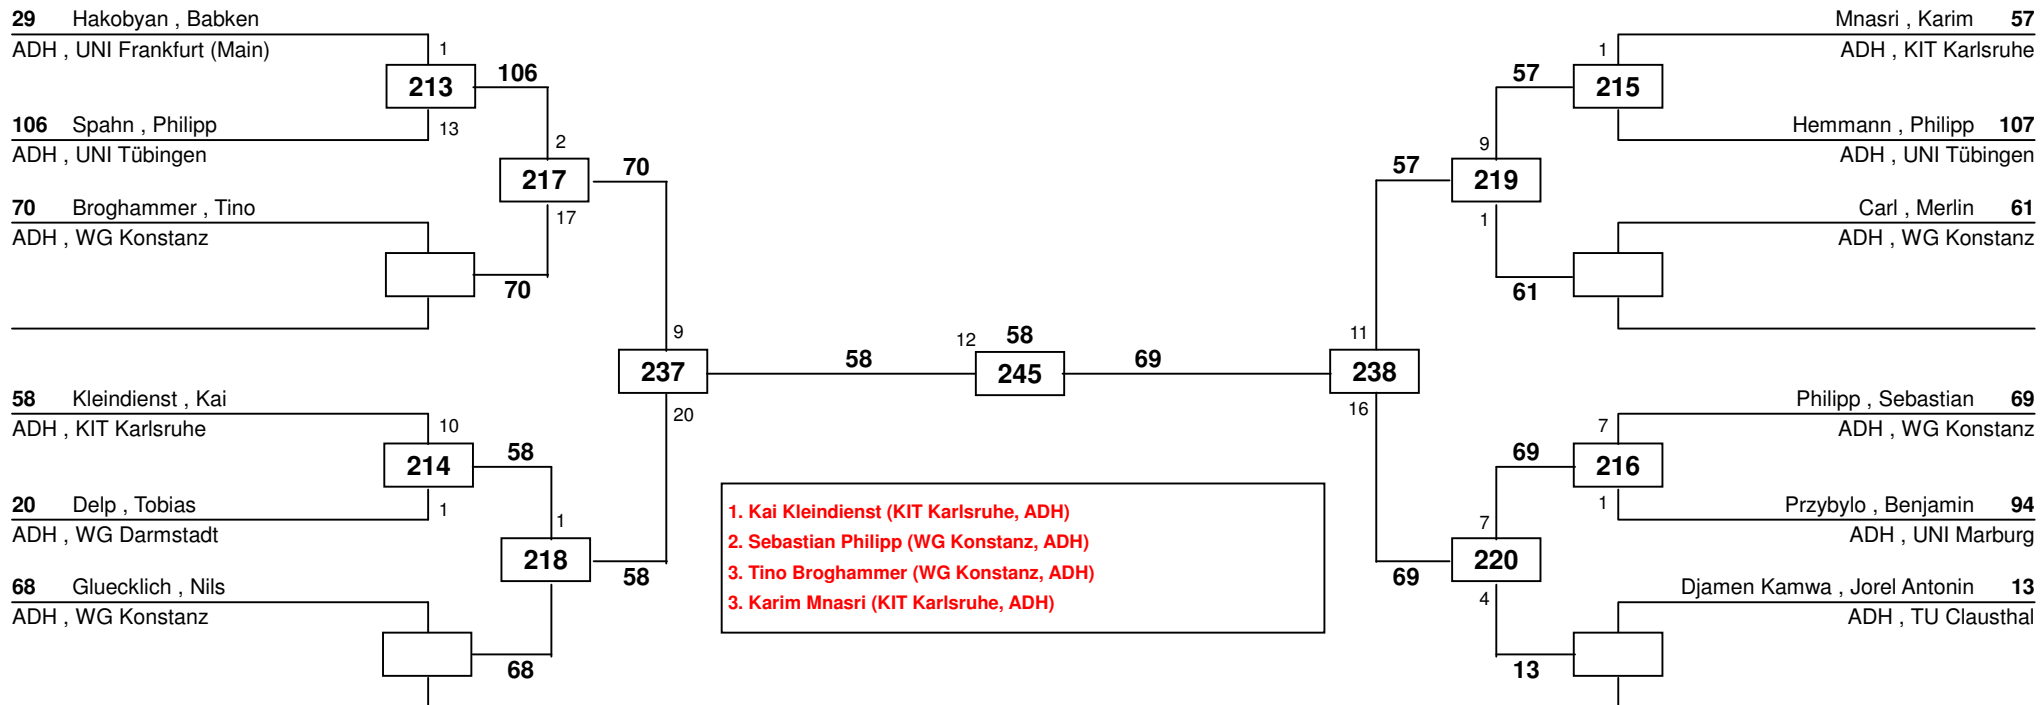 29 Hakobyan , Babken
ADH , UNI Frankfurt (Main)
1
213
106
106 Spahn , Philipp
13
ADH , UNI Tübingen
2
217
70
70 Broghammer , Tino
17
ADH , WG Konstanz
70
9
237
58
20
58 Kleindienst , Kai
ADH , KIT Karlsruhe
10
214
58
20 Delp , Tobias
1
ADH , WG Darmstadt
1
218
58
68 Gluecklich , Nils
ADH , WG Konstanz
68
12
58
245
69
1. Kai Kleindienst (KIT Karlsruhe, ADH)
2. Sebastian Philipp (WG Konstanz, ADH)
3. Tino Broghammer (WG Konstanz, ADH)
3. Karim Mnasri (KIT Karlsruhe, ADH)
Mnasri , Karim 57
ADH , KIT Karlsruhe
1
57
215
Hemmann , Philipp 107
ADH , UNI Tübingen
9
57
219
Carl , Merlin 61
1
ADH , WG Konstanz
61
11
238
16
Philipp , Sebastian 69
ADH , WG Konstanz
7
69
216
Przybylo , Benjamin 94
1
ADH , UNI Marburg
7
220
69
Djamen Kamwa , Jorel Antonin 13
4
ADH , TU Clausthal
13